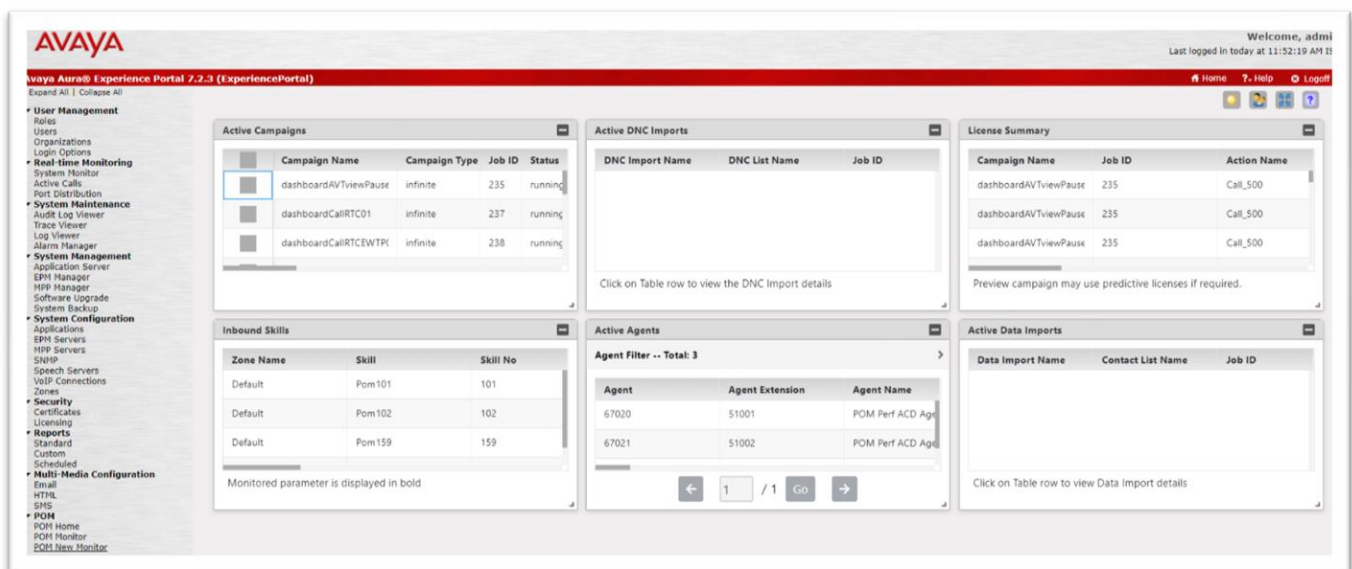 AVAYA
Welcome, admi
Last logged in today at 11:52:19 AM IS
Avaya Aura® Experience Portal 7.2.3 (ExperiencePortal)
Home ?. Help Logoff
Expand All | Collapse All
User Management
Roles
Users
Organizations
Login Options
Real-time Monitoring
System Monitor
Active Calls
Port Distribution
System Maintenance
Audit Log Viewer
Trace Viewer
Log Viewer
Alarm Manager
System Management
Application Server
EPM Manager
MPP Manager
Software Upgrade
System Backup
System Configuration
Applications
EPM Servers
MPP Servers
SNMP
Speech Servers
VoIP Connections
Zones
Security
Certificates
Licensing
Reports
Standard
Custom
Scheduled
Multi-Media Configuration
Email
HTML
SMS
POM
POM Home
POM Monitor
POM New Monitor
Active Campaigns
Campaign Name Campaign Type Job ID Status
dashboardAVTviewPause infinite 235 running
dashboardCallRTC01 infinite 237 running
dashboardCallRTCEWTP( infinite 238 running
Active DNC Imports
DNC Import Name DNC List Name Job ID
Click on Table row to view the DNC Import details
License Summary
Campaign Name Job ID Action Name
dashboardAVTviewPause 235 Call_500
dashboardAVTviewPause 235 Call_500
dashboardAVTviewPause 235 Call_500
Preview campaign may use predictive licenses if required.
Inbound Skills
Zone Name Skill Skill No
Default Pom101 101
Default Pom102 102
Default Pom159 159
Monitored parameter is displayed in bold
Active Agents
Agent Filter -- Total: 3 >
Agent Agent Extension Agent Name
67020 51001 POM Perf ACD Age
67021 51002 POM Perf ACD Age
1 / 1 Go
Active Data Imports
Data Import Name Contact List Name Job ID
Click on Table row to view Data Import details